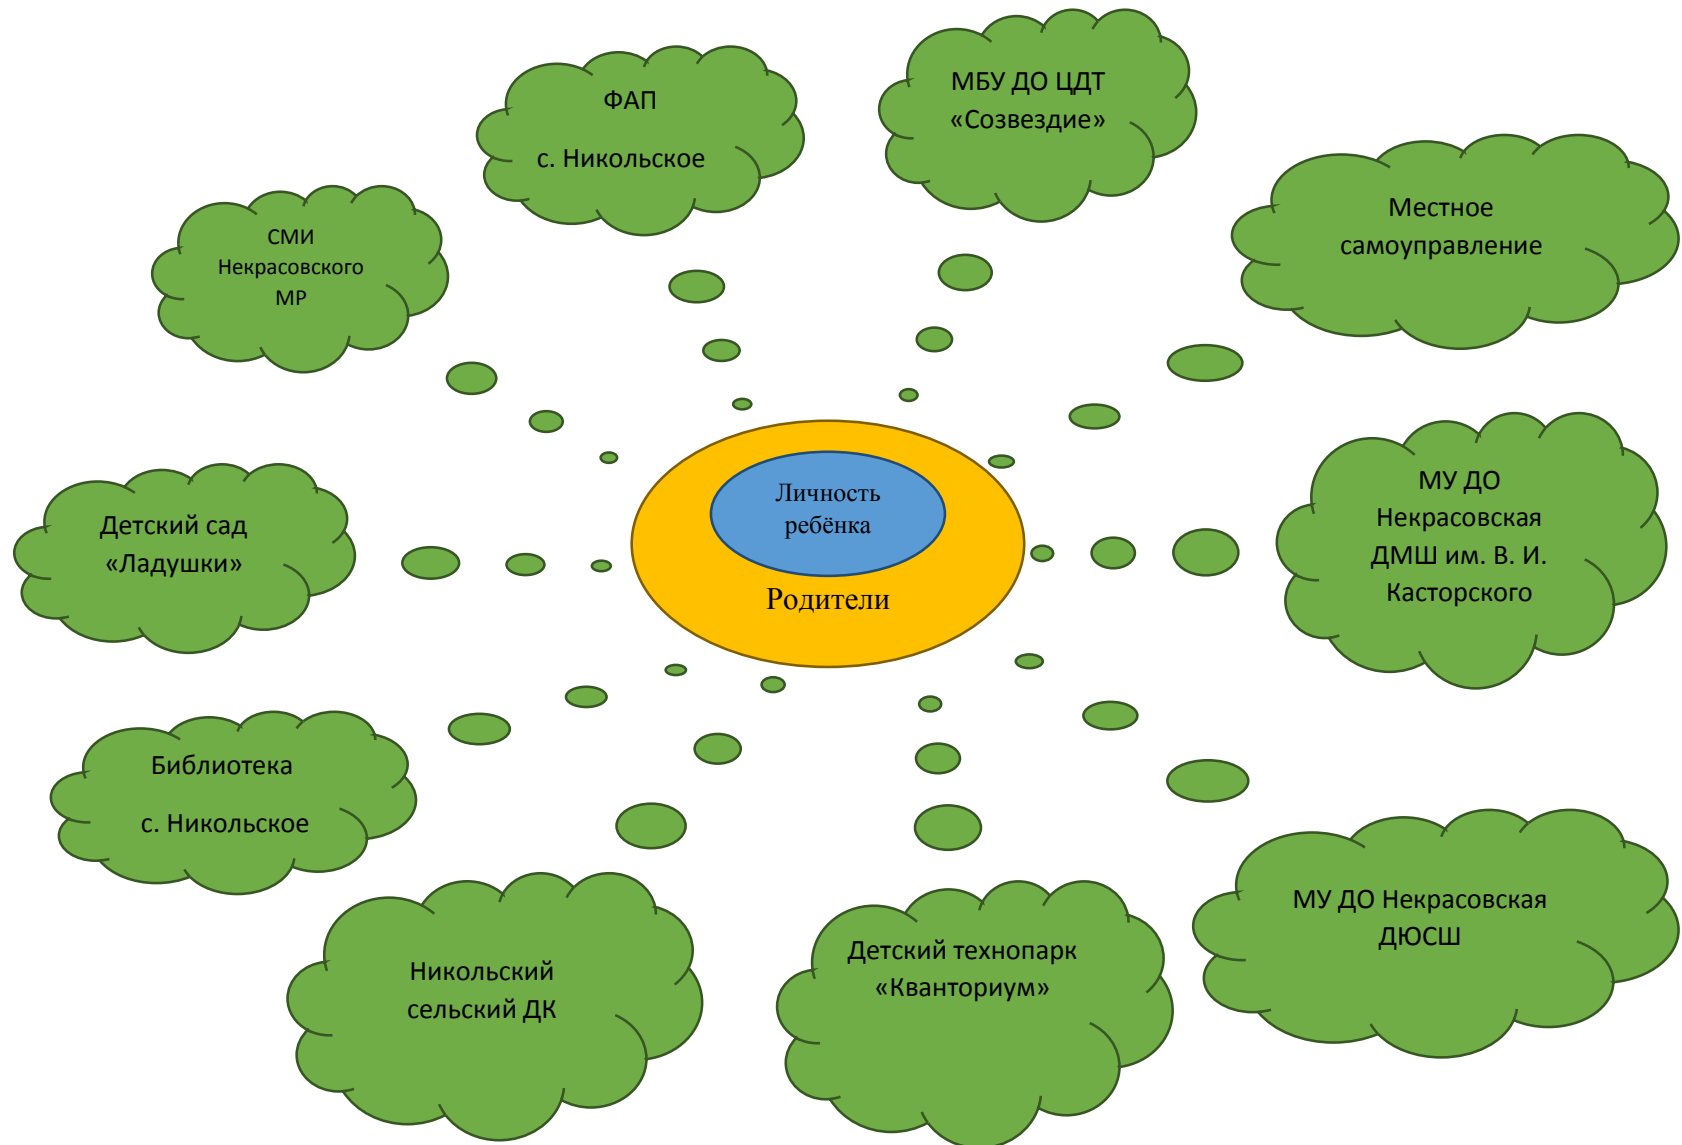 МБУ ДО ЦДТ
«Созвездие»
ФАП
с. Никольское
Местное
самоуправление
СМИ
Некрасовского
МР
МУ ДО
Некрасовская
ДМШ им. В. И.
Касторского
Личность
ребёнка
Родители
Детский сад
«Ладушки»
Библиотека
с. Никольское
МУ ДО Некрасовская
ДЮСШ
Детский технопарк
«Кванториум»
Никольский
сельский ДК